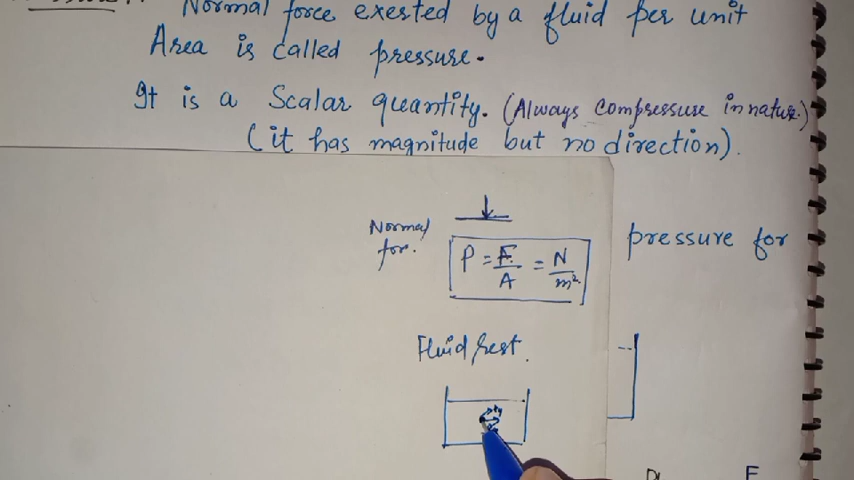 Normal force exerted by a fluid per unit
Area is called pressure.
It is a Scalar quantity. (Always compressure in nature.)
(it has magnitude but no direction).
Normal
for.
P = F/A = N/m²
pressure for
Fluid rest.
F